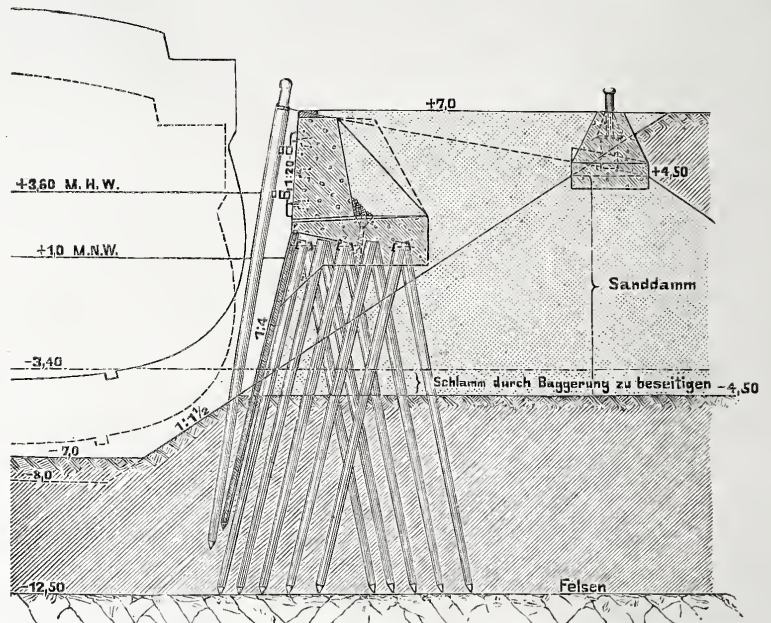 +7,0
+3,60 M.H.W.
1:20
+4,50
+1,0 M.N.W.
Sanddamm
1:4
-3,40
Schlamm durch Baggerung zu beseitigen -4,50
1:1½
-7,0
-8,0
-12,50
Felsen